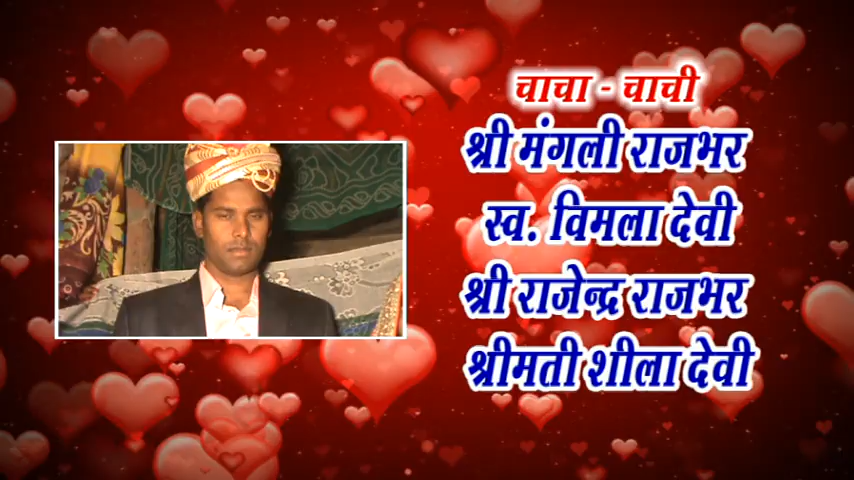 चाचा - चाची
श्री मंगली राजभर
स्व. विमला देवी
श्री राजेन्द्र राजभर
श्रीमती शीला देवी